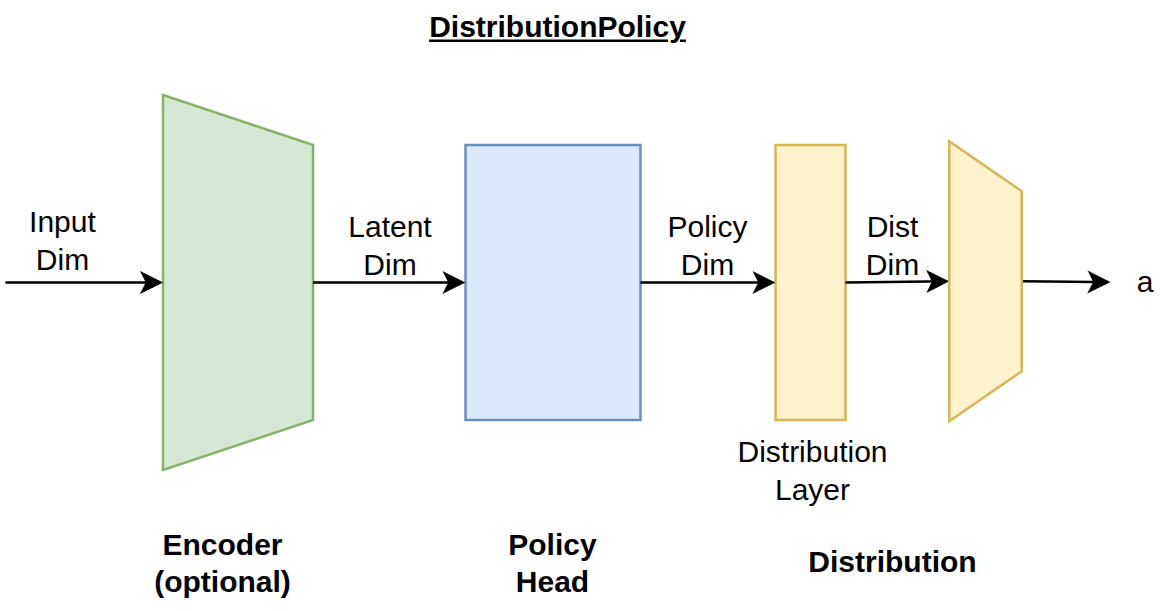 DistributionPolicy
Input
Dim
Latent
Dim
Policy
Dim
Dist
Dim
a
Distribution
Layer
Encoder
(optional)
Policy
Head
Distribution